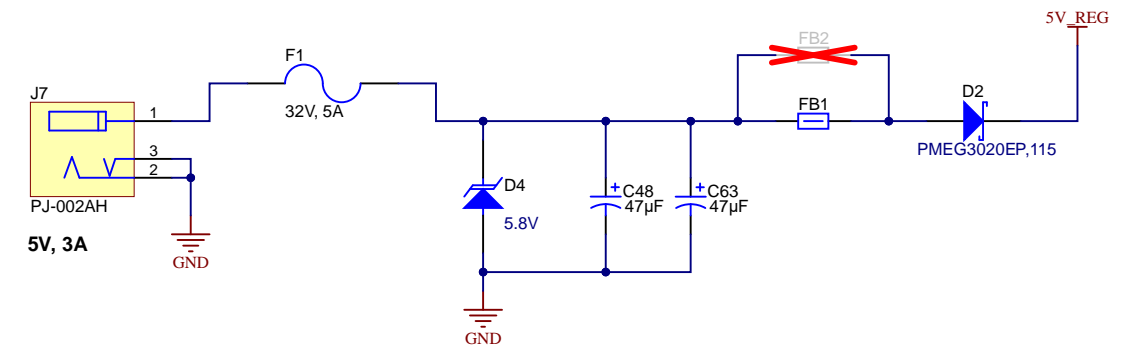 5V_REG
F1
FB2
J7
32V, 5A
1
FB1
D2
PMEG3020EP,115
3
2
PJ-002AH
D4
5.8V
+
C48
47µF
+
C63
47µF
5V, 3A
GND
GND